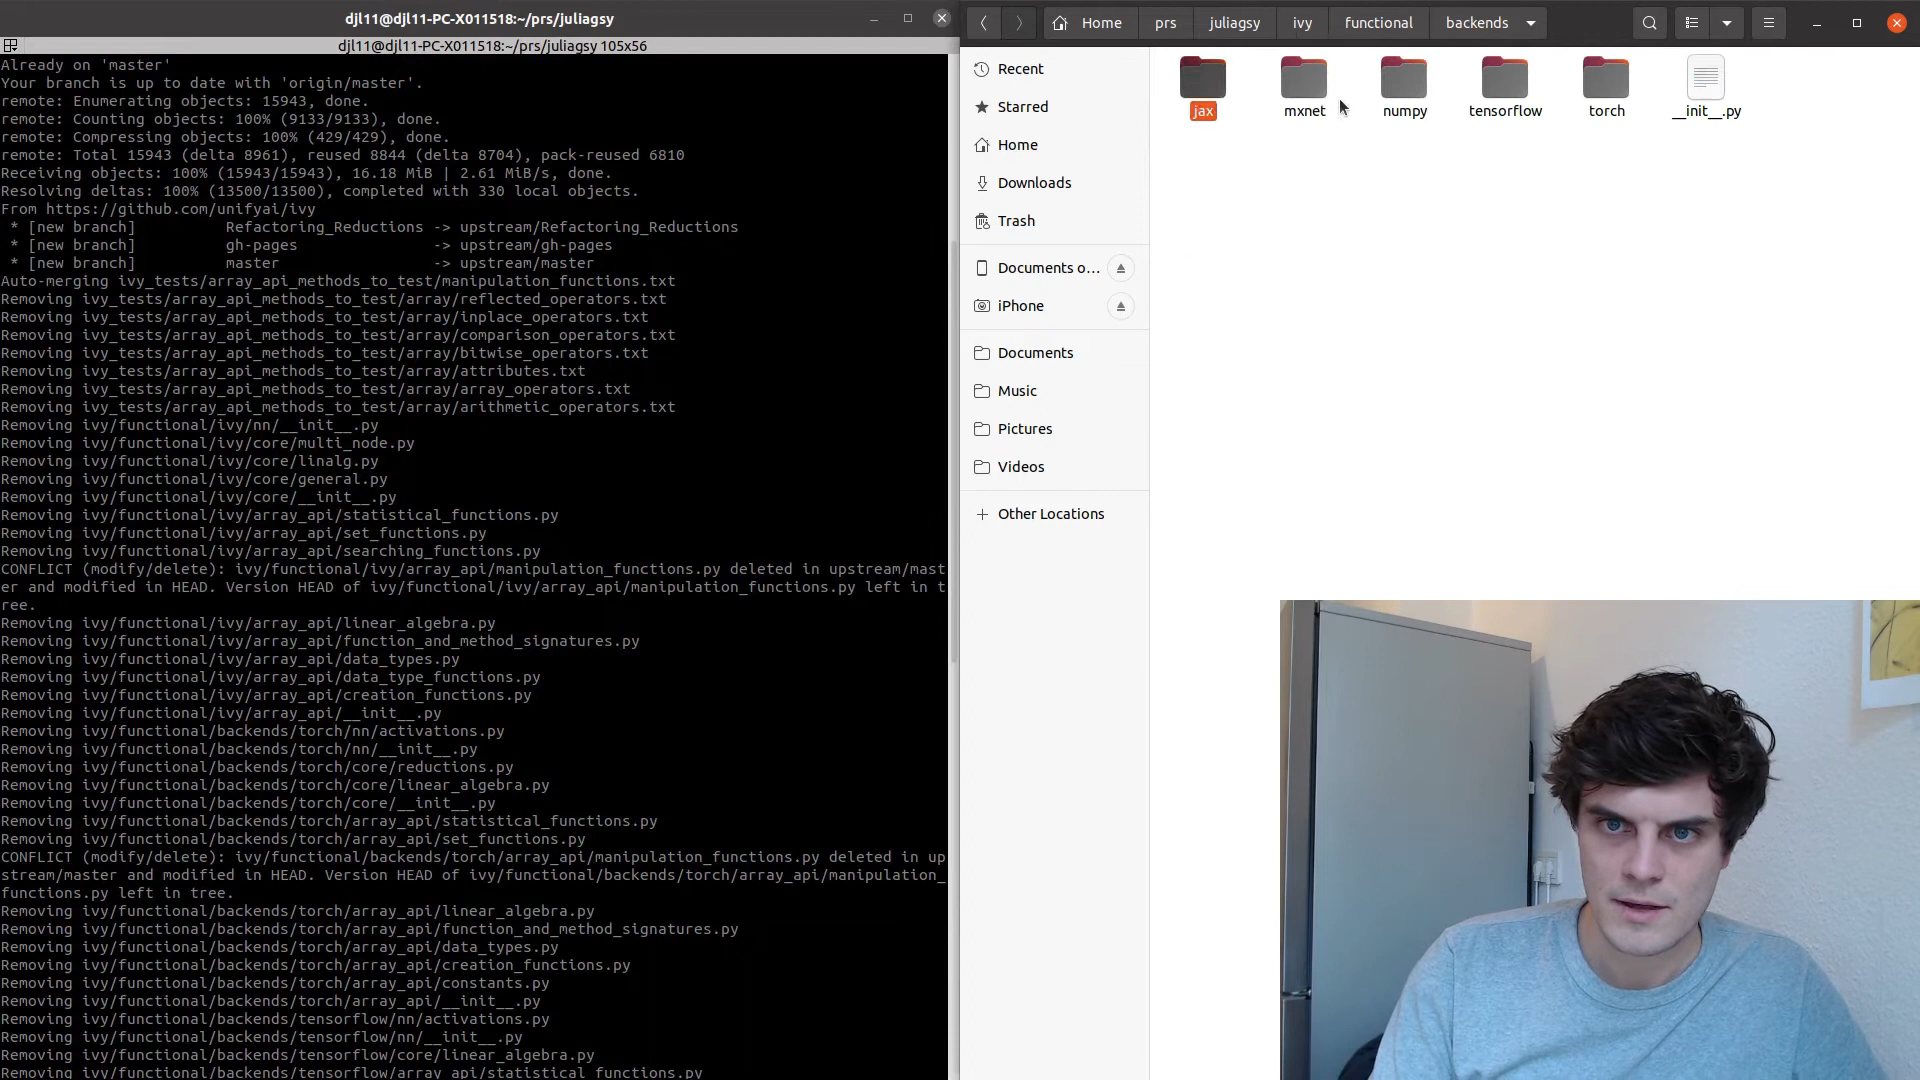 djl11@djl11-PC-X011518:~/prs/juliagsy
djl11@djl11-PC-X011518:~/prs/juliagsy 105x56
Already on 'master'
Your branch is up to date with 'origin/master'.
remote: Enumerating objects: 15943, done.
remote: Counting objects: 100% (9133/9133), done.
remote: Compressing objects: 100% (429/429), done.
remote: Total 15943 (delta 8961), reused 8844 (delta 8704), pack-reused 6810
Receiving objects: 100% (15943/15943), 16.18 MiB | 2.61 MiB/s, done.
Resolving deltas: 100% (13500/13500), completed with 330 local objects.
From https://github.com/unifyai/ivy
* [new branch] Refactoring_Reductions -> upstream/Refactoring_Reductions
* [new branch] gh-pages -> upstream/gh-pages
* [new branch] master -> upstream/master
Auto-merging ivy_tests/array_api_methods_to_test/manipulation_functions.txt
Removing ivy_tests/array_api_methods_to_test/array/reflected_operators.txt
Removing ivy_tests/array_api_methods_to_test/array/inplace_operators.txt
Removing ivy_tests/array_api_methods_to_test/array/comparison_operators.txt
Removing ivy_tests/array_api_methods_to_test/array/bitwise_operators.txt
Removing ivy_tests/array_api_methods_to_test/array/attributes.txt
Removing ivy_tests/array_api_methods_to_test/array/array_operators.txt
Removing ivy_tests/array_api_methods_to_test/array/arithmetic_operators.txt
Removing ivy/functional/ivy/nn/__init__.py
Removing ivy/functional/ivy/core/multi_node.py
Removing ivy/functional/ivy/core/linalg.py
Removing ivy/functional/ivy/core/general.py
Removing ivy/functional/ivy/core/__init__.py
Removing ivy/functional/ivy/array_api/statistical_functions.py
Removing ivy/functional/ivy/array_api/set_functions.py
Removing ivy/functional/ivy/array_api/searching_functions.py
CONFLICT (modify/delete): ivy/functional/ivy/array_api/manipulation_functions.py deleted in upstream/mast
er and modified in HEAD. Version HEAD of ivy/functional/ivy/array_api/manipulation_functions.py left in t
ree.
Removing ivy/functional/ivy/array_api/linear_algebra.py
Removing ivy/functional/ivy/array_api/function_and_method_signatures.py
Removing ivy/functional/ivy/array_api/data_types.py
Removing ivy/functional/ivy/array_api/data_type_functions.py
Removing ivy/functional/ivy/array_api/creation_functions.py
Removing ivy/functional/ivy/array_api/__init__.py
Removing ivy/functional/backends/torch/nn/activations.py
Removing ivy/functional/backends/torch/nn/__init__.py
Removing ivy/functional/backends/torch/core/reductions.py
Removing ivy/functional/backends/torch/core/linear_algebra.py
Removing ivy/functional/backends/torch/core/__init__.py
Removing ivy/functional/backends/torch/array_api/statistical_functions.py
Removing ivy/functional/backends/torch/array_api/set_functions.py
CONFLICT (modify/delete): ivy/functional/backends/torch/array_api/manipulation_functions.py deleted in up
stream/master and modified in HEAD. Version HEAD of ivy/functional/backends/torch/array_api/manipulation_
functions.py left in tree.
Removing ivy/functional/backends/torch/array_api/linear_algebra.py
Removing ivy/functional/backends/torch/array_api/function_and_method_signatures.py
Removing ivy/functional/backends/torch/array_api/data_types.py
Removing ivy/functional/backends/torch/array_api/creation_functions.py
Removing ivy/functional/backends/torch/array_api/constants.py
Removing ivy/functional/backends/torch/array_api/__init__.py
Removing ivy/functional/backends/tensorflow/nn/activations.py
Removing ivy/functional/backends/tensorflow/nn/__init__.py
Removing ivy/functional/backends/tensorflow/core/linear_algebra.py
Removing ivy/functional/backends/tensorflow/array_api/statistical_functions.py
Home prs juliagsy ivy functional backends
Recent
Starred
Home
Downloads
Trash
Documents o...
iPhone
Documents
Music
Pictures
Videos
Other Locations
jax mxnet numpy tensorflow torch __init__.py